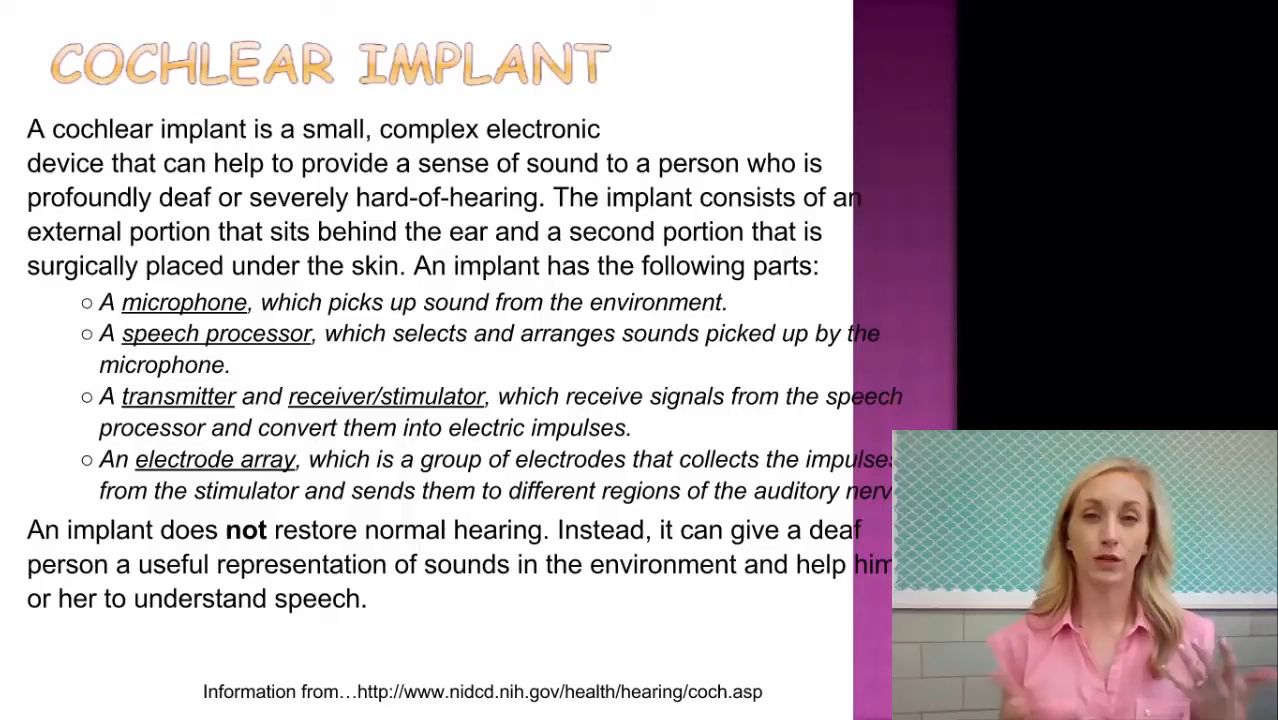 COCHLEAR IMPLANT
A cochlear implant is a small, complex electronic
device that can help to provide a sense of sound to a person who is
profoundly deaf or severely hard-of-hearing. The implant consists of an
external portion that sits behind the ear and a second portion that is
surgically placed under the skin. An implant has the following parts:
○ A microphone, which picks up sound from the environment.
○ A speech processor, which selects and arranges sounds picked up by the
microphone.
○ A transmitter and receiver/stimulator, which receive signals from the speech
processor and convert them into electric impulses.
○ An electrode array, which is a group of electrodes that collects the impulses
from the stimulator and sends them to different regions of the auditory nerv
An implant does not restore normal hearing. Instead, it can give a deaf
person a useful representation of sounds in the environment and help him
or her to understand speech.
Information from…http://www.nidcd.nih.gov/health/hearing/coch.asp